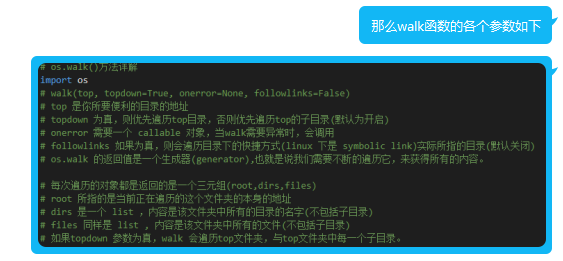 那么walk函数的各个参数如下
# os.walk()方法详解
import os
# walk(top, topdown=True, onerror=None, followlinks=False)
# top 是你所要便利的目录的地址
# topdown 为真，则优先遍历top目录，否则优先遍历top的子目录(默认为开启)
# onerror 需要一个 callable 对象，当walk需要异常时，会调用
# followlinks 如果为真，则会遍历目录下的快捷方式(linux 下是 symbolic link)实际所指的目录(默认关闭)
# os.walk 的返回值是一个生成器(generator),也就是说我们需要不断的遍历它，来获得所有的内容。
# 每次遍历的对象都是返回的是一个三元组(root,dirs,files)
# root 所指的是当前正在遍历的这个文件夹的本身的地址
# dirs 是一个 list ，内容是该文件夹中所有的目录的名字(不包括子目录)
# files 同样是 list , 内容是该文件夹中所有的文件(不包括子目录)
# 如果topdown 参数为真，walk 会遍历top文件夹，与top文件夹中每一个子目录。